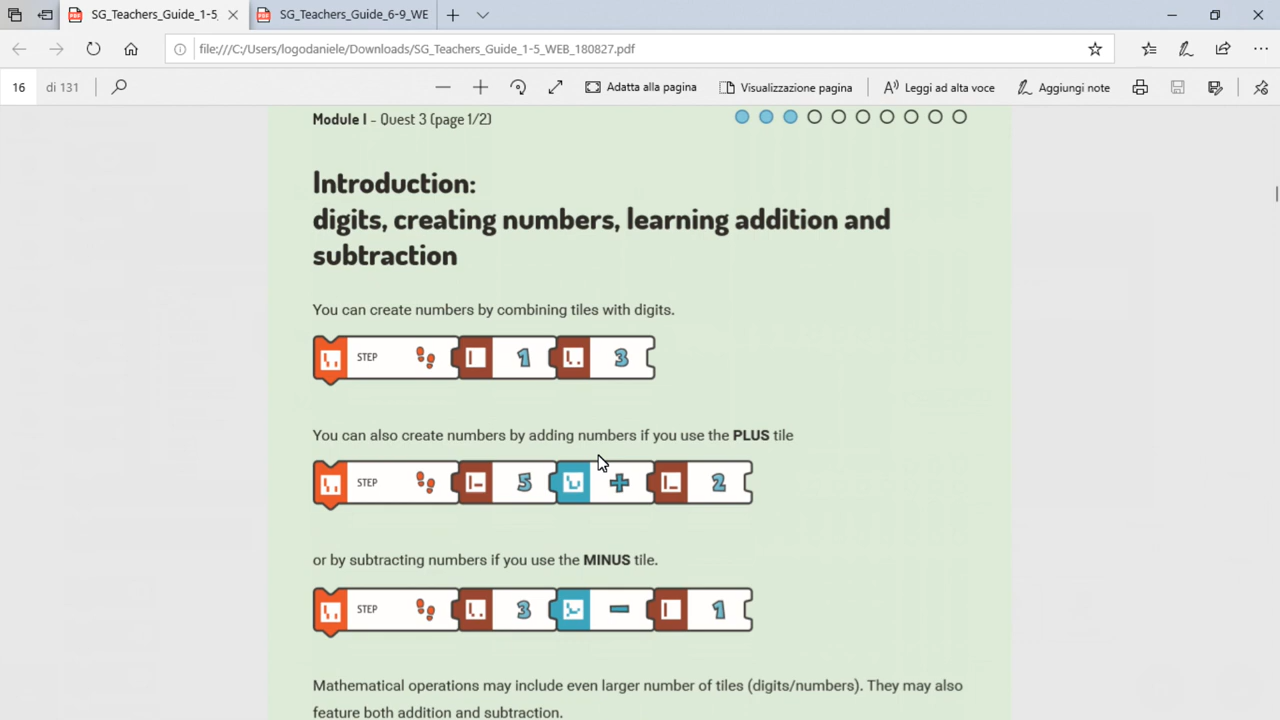 SG_Teachers_Guide_1-5_
SG_Teachers_Guide_6-9_WE
file:///C:/Users/logodaniele/Downloads/SG_Teachers_Guide_1-5_WEB_180827.pdf
16 di 131 Adatta alla pagina Visualizzazione pagina Leggi ad alta voce Aggiungi note
Module I - Quest 3 (page 1/2)
Introduction:
digits, creating numbers, learning addition and
subtraction
You can create numbers by combining tiles with digits.
STEP 1 3
You can also create numbers by adding numbers if you use the PLUS tile
STEP 5 + 2
or by subtracting numbers if you use the MINUS tile.
STEP 3 - 1
Mathematical operations may include even larger number of tiles (digits/numbers). They may also
feature both addition and subtraction.